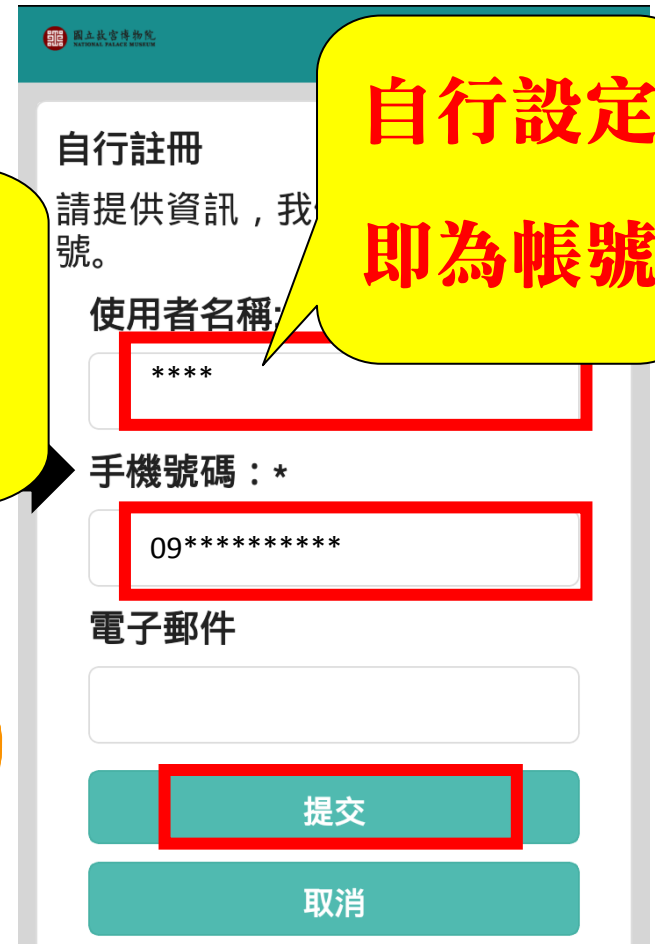 國立故宮博物院
NATIONAL PALACE MUSEUM
自行設定
即為帳號
自行註冊
請提供資訊，我
號。
使用者名稱:
****
手機號碼：*
09**********
電子郵件
提交
取消